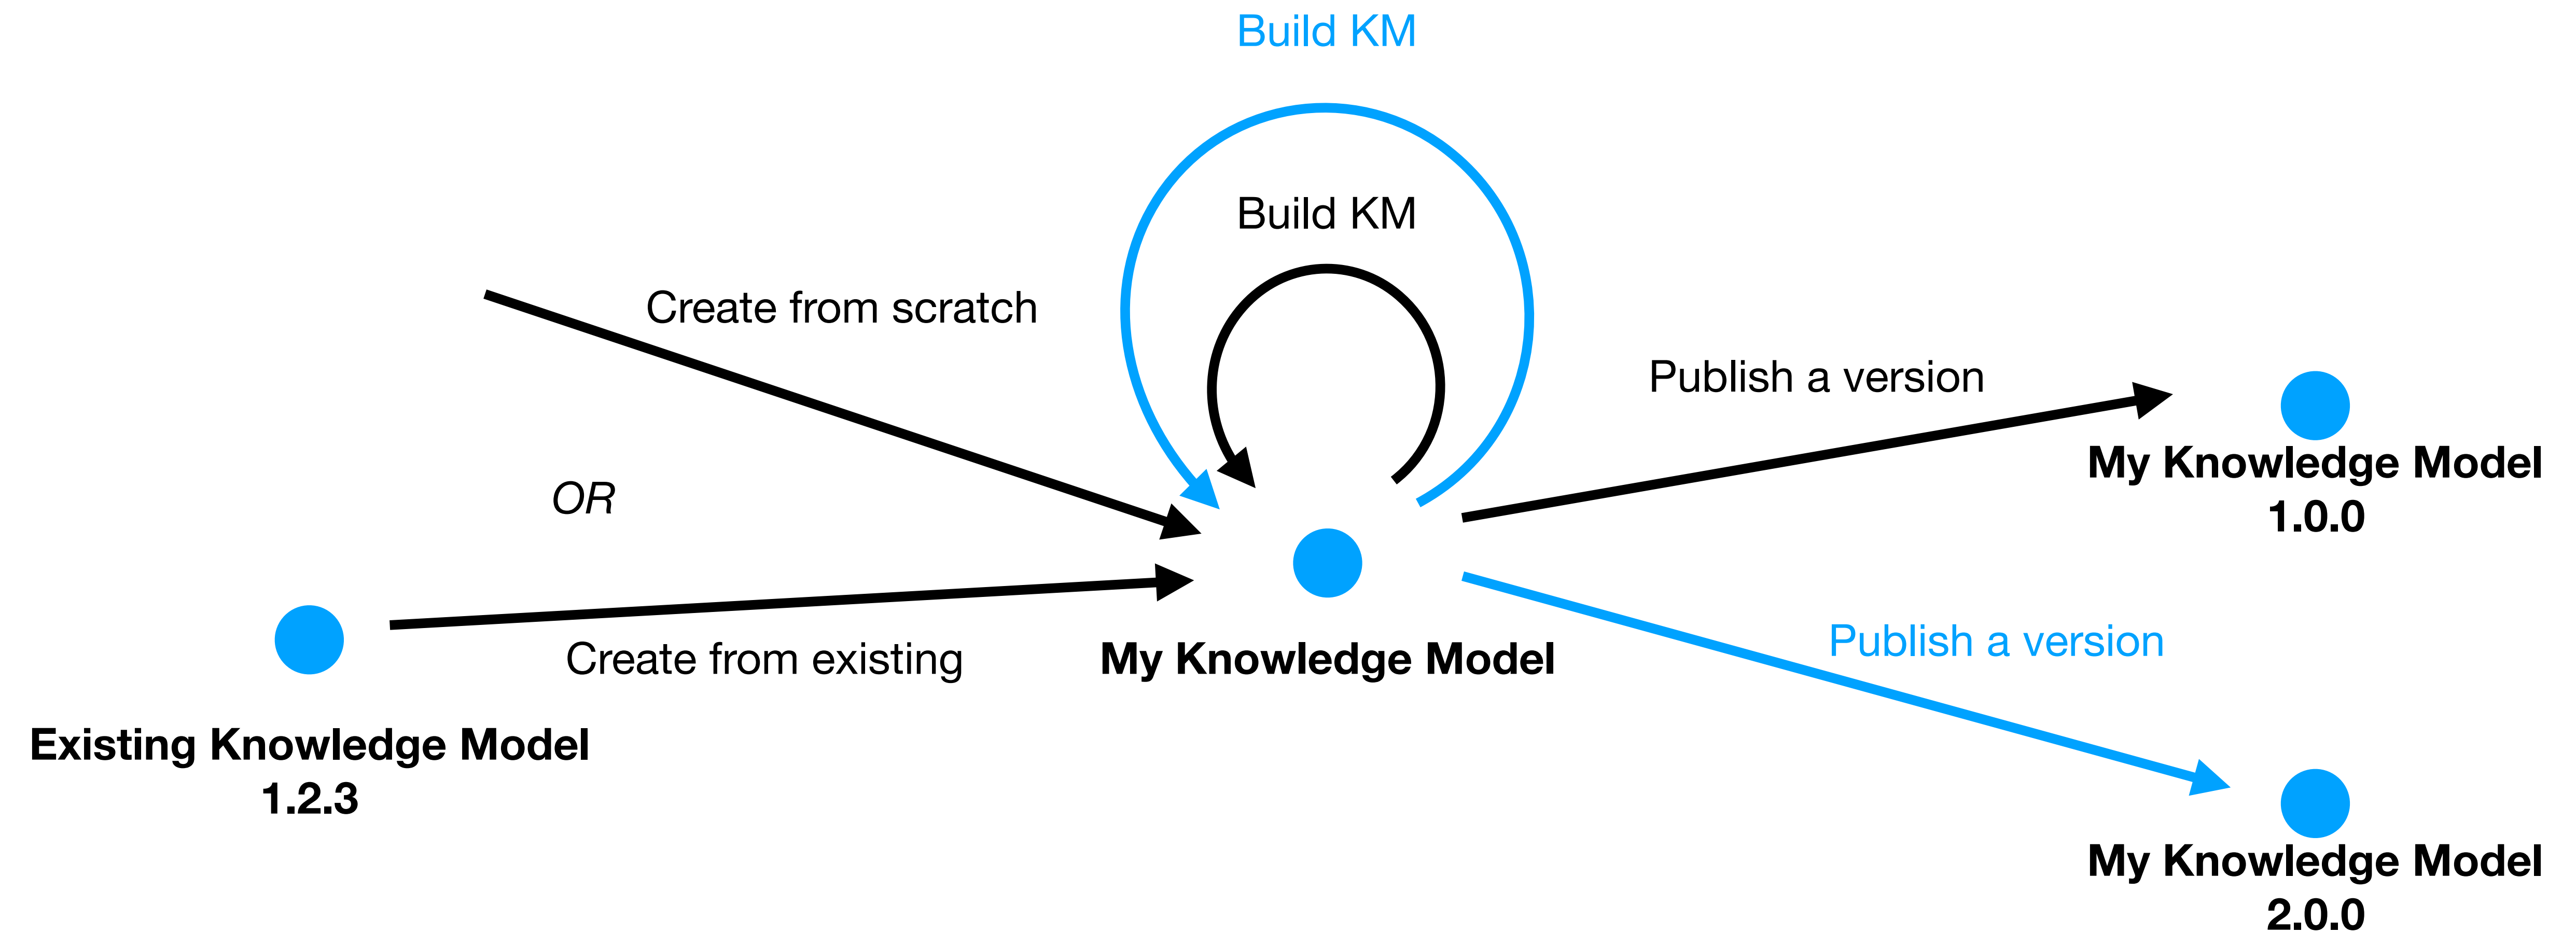 Build KM
Build KM
Create from scratch
Publish a version
My Knowledge Model
1.0.0
OR
Create from existing
My Knowledge Model
Publish a version
Existing Knowledge Model
1.2.3
My Knowledge Model
2.0.0